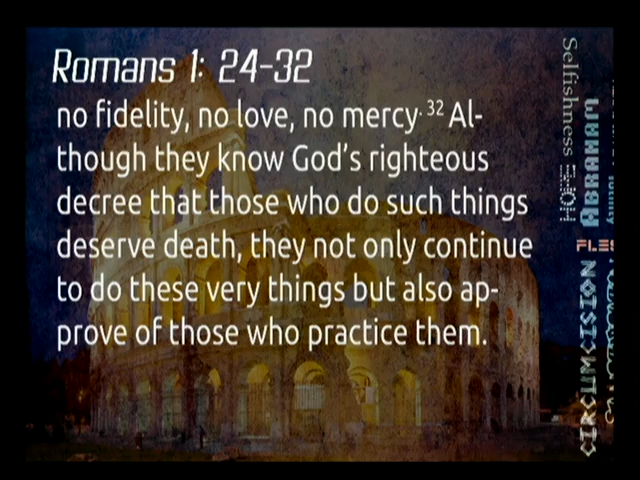 Romans 1: 24-32
no fidelity, no love, no mercy. 32 Al-
though they know God's righteous
decree that those who do such things
deserve death, they not only continue
to do these very things but also ap-
prove of those who practice them.
Selfishness
ABRAHAM
CIRCUMCISION